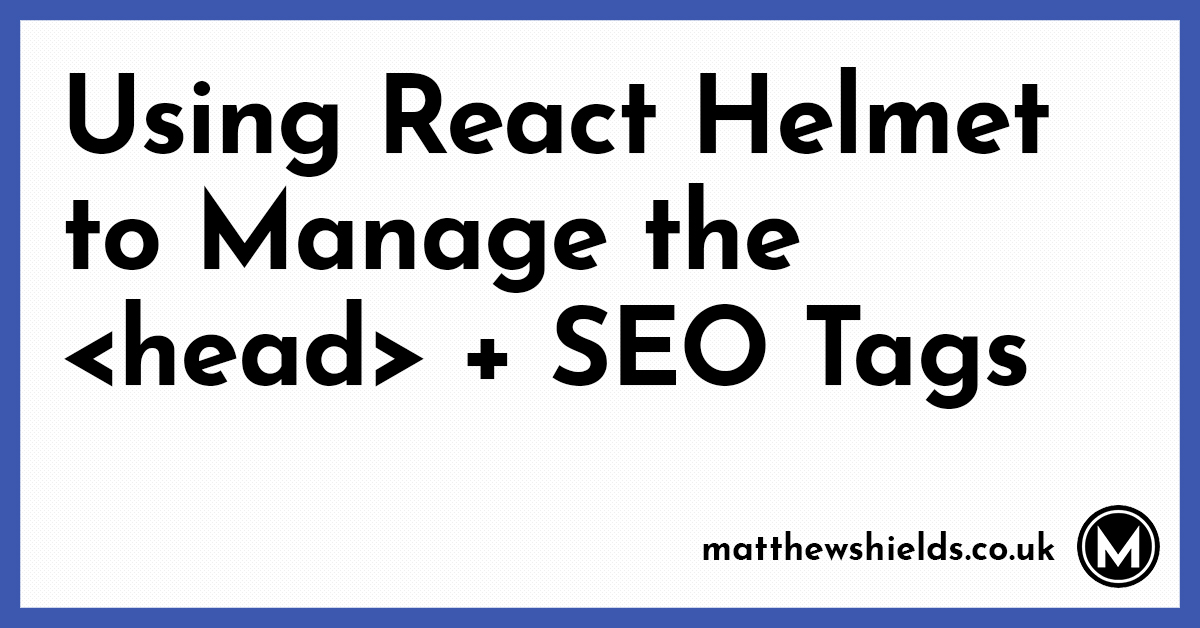 Using React Helmet
to Manage the
<head> + SEO Tags
matthewshields.co.uk
M